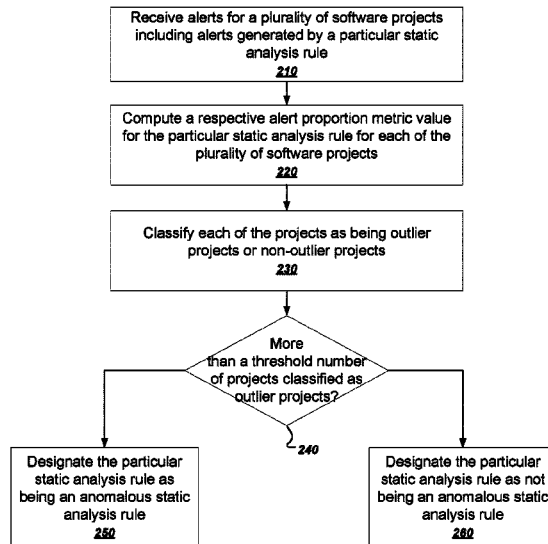 Receive alerts for a plurality of software projects
including alerts generated by a particular static
analysis rule
210
Compute a respective alert proportion metric value
for the particular static analysis rule for each of the
plurality of software projects
220
Classify each of the projects as being outlier
projects or non-outlier projects
230
More
than a threshold number
of projects classified as
outlier projects?
240
Designate the particular
static analysis rule as
being an anomalous static
analysis rule
250
Designate the particular
static analysis rule as not
being an anomalous static
analysis rule
260